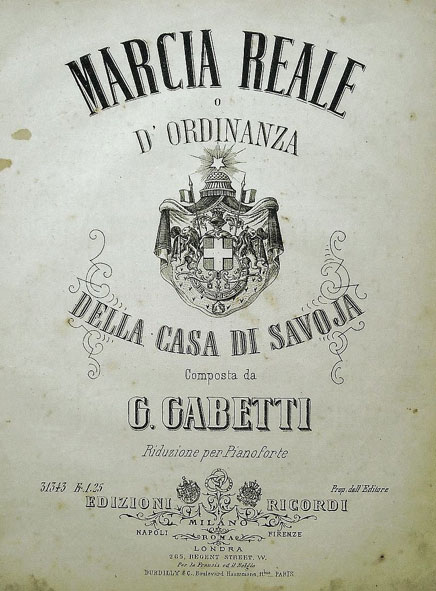 MARCIA REALE
O
D'ORDINANZA
DELLA CASA DI SAVOJA
Composta da
G. GABETTI
Riduzione per Pianoforte
31343 Fr. 1.25 Prop. dell'Editore
EDIZIONI RICORDI
MILANO
NAPOLI ROMA FIRENZE
LONDRA
265, REGENT STREET, W.
Per la Francia ed il Belgio
DURDILLY & C., Boulevard Haussmann, 11bis. PARIS